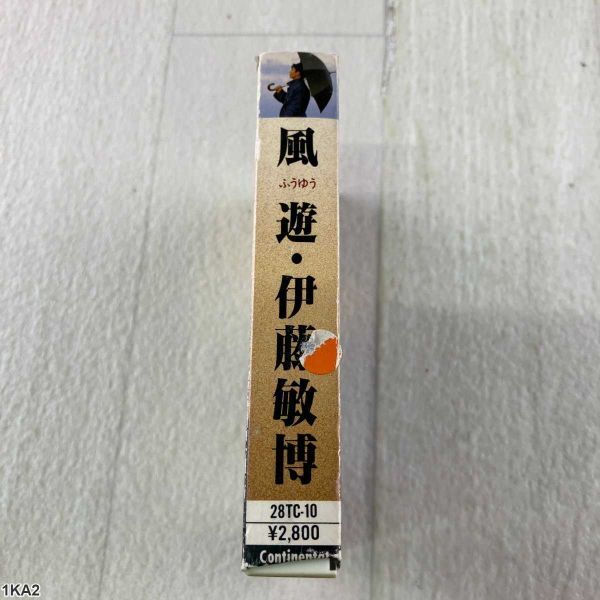 風遊・伊藤敏博
ふうゆう
28TC-10
¥2,800
Continental
1KA2